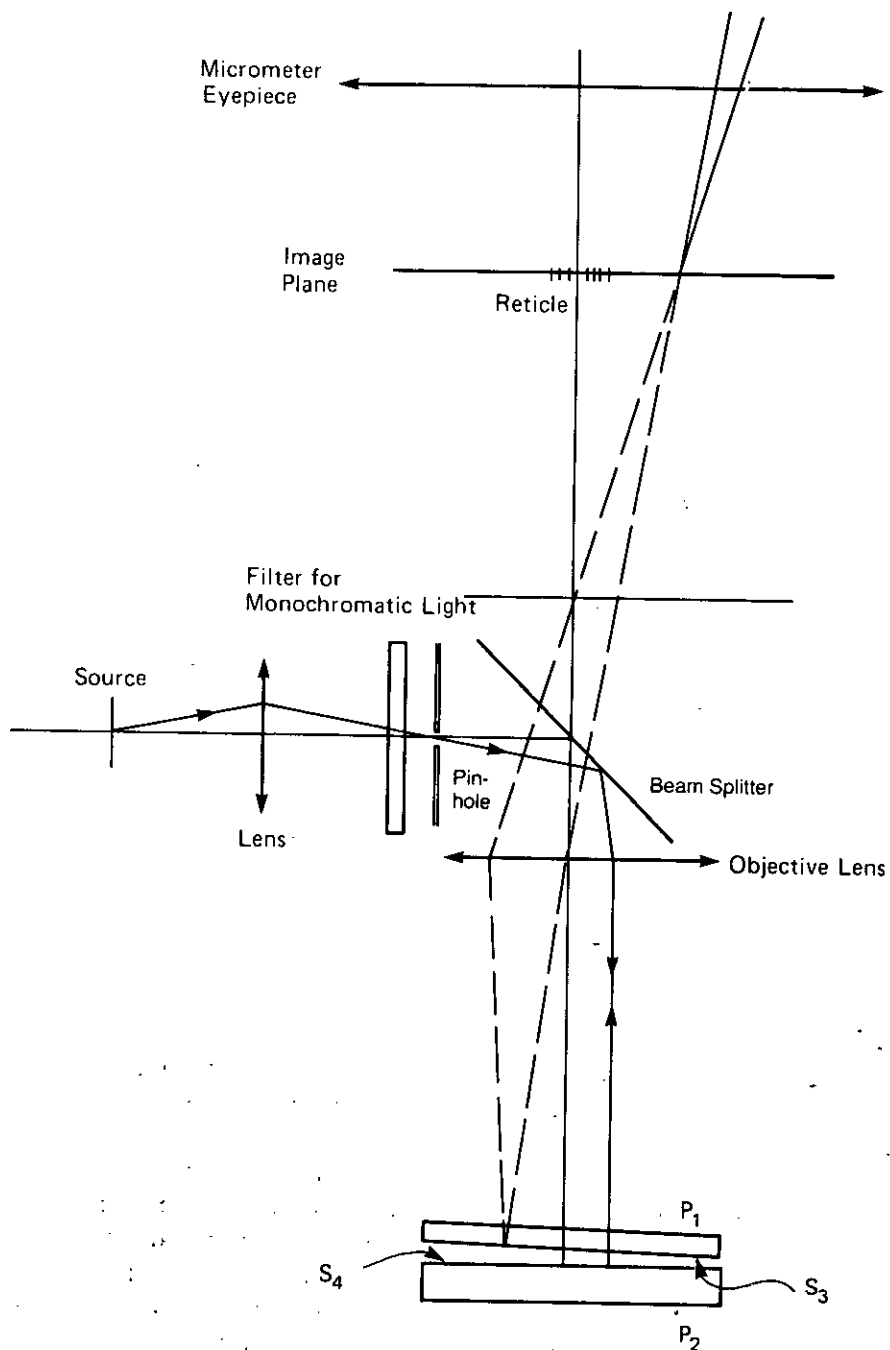 Micrometer
Eyepiece
Image
Plane
Reticle
Filter for
Monochromatic Light
Source
Pin-
hole
Beam Splitter
Lens
Objective Lens
P₁
S₄
S₃
P₂